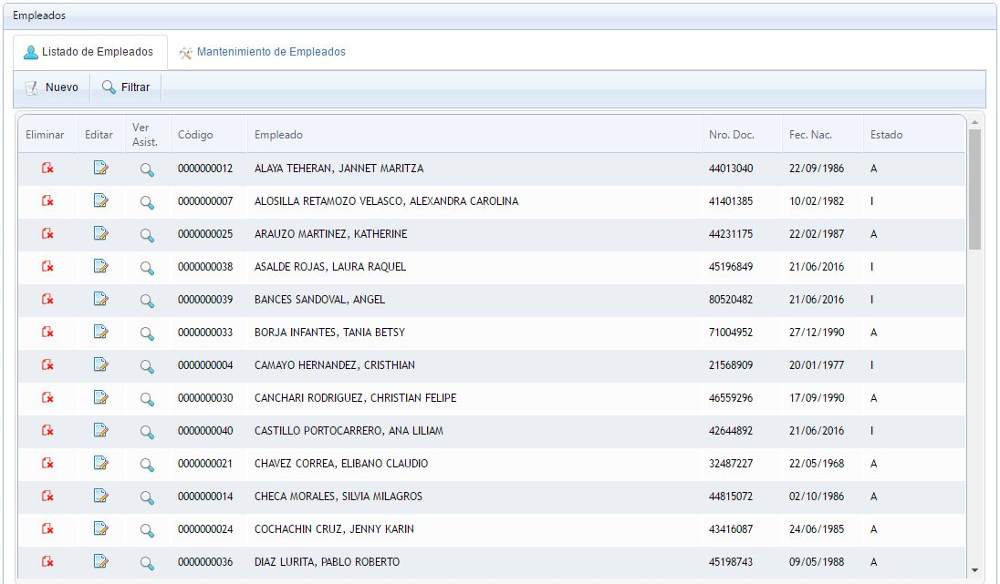 Empleados
Listado de Empleados Mantenimiento de Empleados
Nuevo Filtrar
Eliminar Editar Ver Asist. Código Empleado Nro. Doc. Fec. Nac. Estado
0000000012 ALAYA TEHERAN, JANNET MARITZA 44013040 22/09/1986 A
0000000007 ALOSILLA RETAMOZO VELASCO, ALEXANDRA CAROLINA 41401385 10/02/1982 I
0000000025 ARAUZO MARTINEZ, KATHERINE 44231175 22/02/1987 A
0000000038 ASALDE ROJAS, LAURA RAQUEL 45196849 21/06/2016 I
0000000039 BANCES SANDOVAL, ANGEL 80520482 21/06/2016 I
0000000033 BORJA INFANTES, TANIA BETSY 71004952 27/12/1990 A
0000000004 CAMAYO HERNANDEZ, CRISTHIAN 21568909 20/01/1977 I
0000000030 CANCHARI RODRIGUEZ, CHRISTIAN FELIPE 46559296 17/09/1990 A
0000000040 CASTILLO PORTOCARRERO, ANA LILIAM 42644892 21/06/2016 I
0000000021 CHAVEZ CORREA, ELIBANO CLAUDIO 32487227 22/05/1968 A
0000000014 CHECA MORALES, SILVIA MILAGROS 44815072 02/10/1986 A
0000000024 COCHACHIN CRUZ, JENNY KARIN 43416087 24/06/1985 A
0000000036 DIAZ LURITA, PABLO ROBERTO 45198743 09/05/1988 A